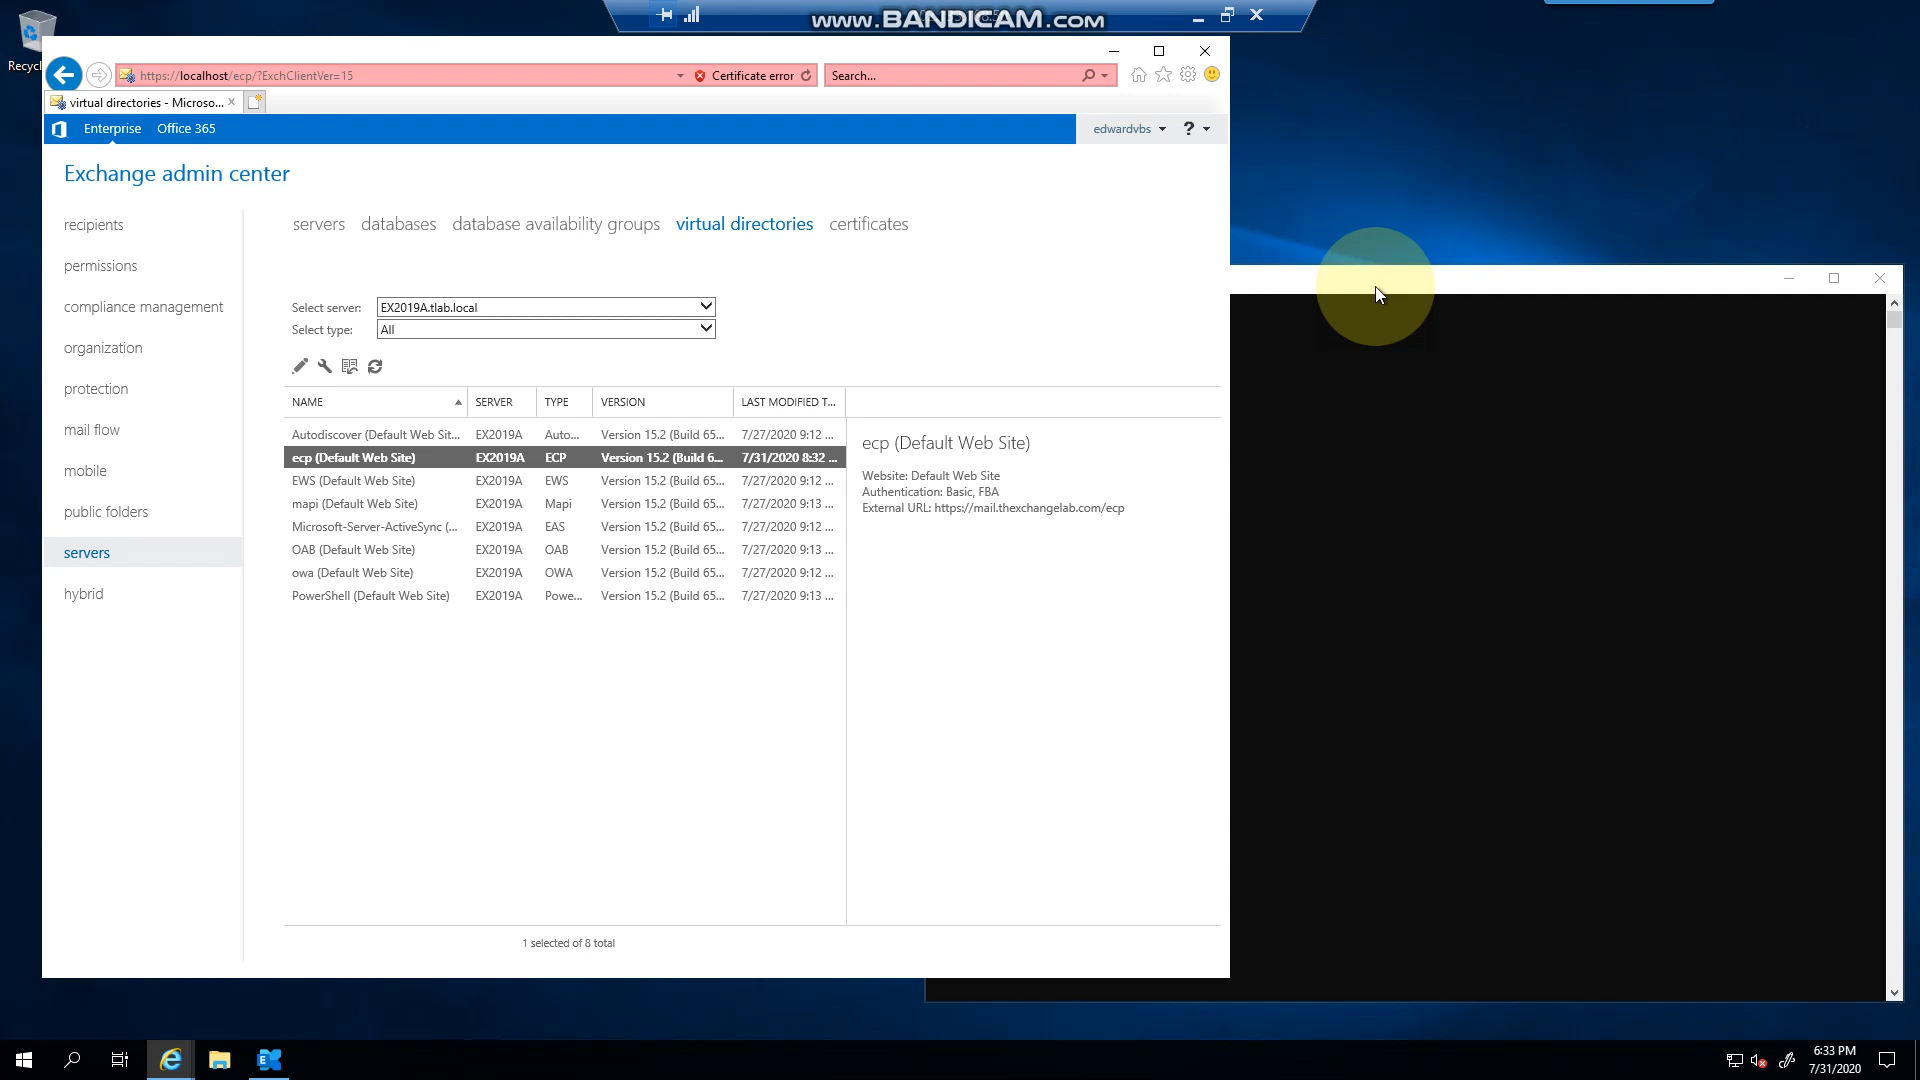 www.BANDICAM.com
https://localhost/ecp/?ExchClientVer=15
Certificate error
Search...
virtual directories - Microso...
Enterprise
Office 365
edwardvbs
?
Exchange admin center
recipients
permissions
compliance management
organization
protection
mail flow
mobile
public folders
servers
hybrid
servers
databases
database availability groups
virtual directories
certificates
Select server: EX2019A.tlab.local
Select type: All
NAME SERVER TYPE VERSION LAST MODIFIED T...
Autodiscover (Default Web Sit... EX2019A Auto... Version 15.2 (Build 65... 7/27/2020 9:12 ...
ecp (Default Web Site) EX2019A ECP Version 15.2 (Build 6... 7/31/2020 8:32 ...
EWS (Default Web Site) EX2019A EWS Version 15.2 (Build 65... 7/27/2020 9:12 ...
mapi (Default Web Site) EX2019A Mapi Version 15.2 (Build 65... 7/27/2020 9:13 ...
Microsoft-Server-ActiveSync (... EX2019A EAS Version 15.2 (Build 65... 7/27/2020 9:12 ...
OAB (Default Web Site) EX2019A OAB Version 15.2 (Build 65... 7/27/2020 9:13 ...
owa (Default Web Site) EX2019A OWA Version 15.2 (Build 65... 7/27/2020 9:12 ...
PowerShell (Default Web Site) EX2019A Powe... Version 15.2 (Build 65... 7/27/2020 9:13 ...
ecp (Default Web Site)
Website: Default Web Site
Authentication: Basic, FBA
External URL: https://mail.thexchangelab.com/ecp
1 selected of 8 total
6:33 PM
7/31/2020